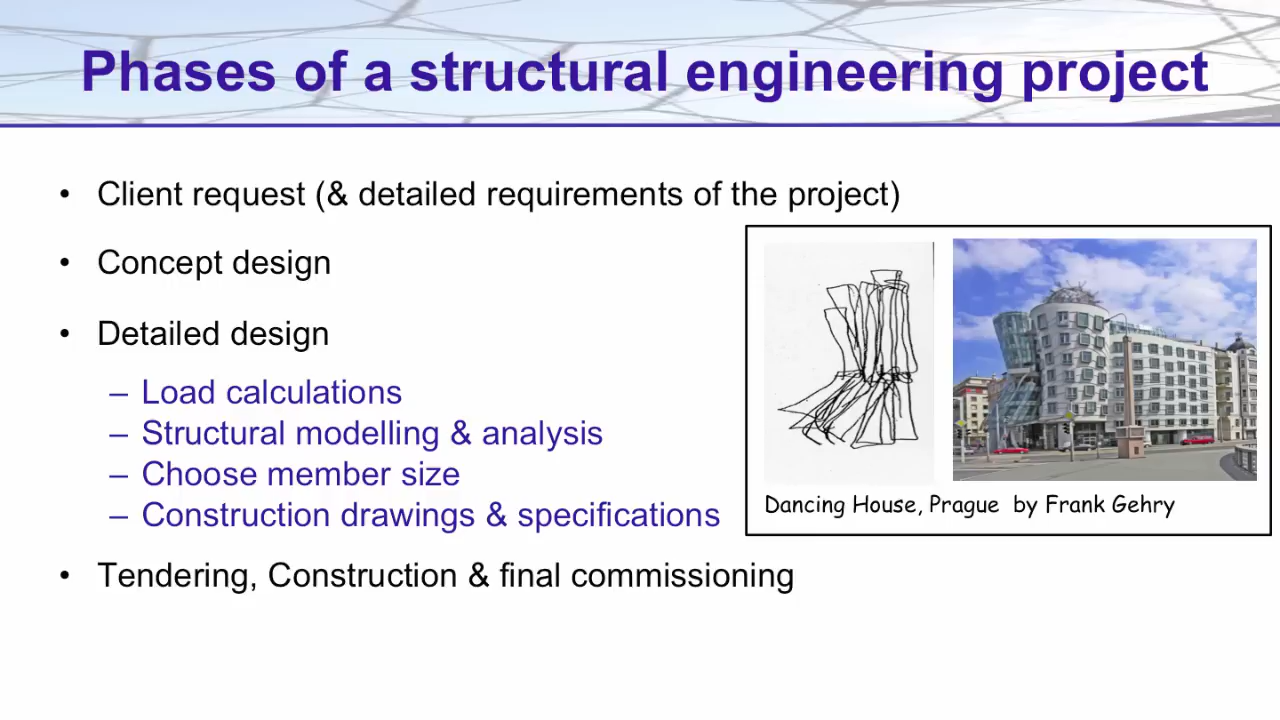 Phases of a structural engineering project
• Client request (& detailed requirements of the project)
• Concept design
• Detailed design
– Load calculations
– Structural modelling & analysis
– Choose member size
– Construction drawings & specifications
• Tendering, Construction & final commissioning
Dancing House, Prague by Frank Gehry